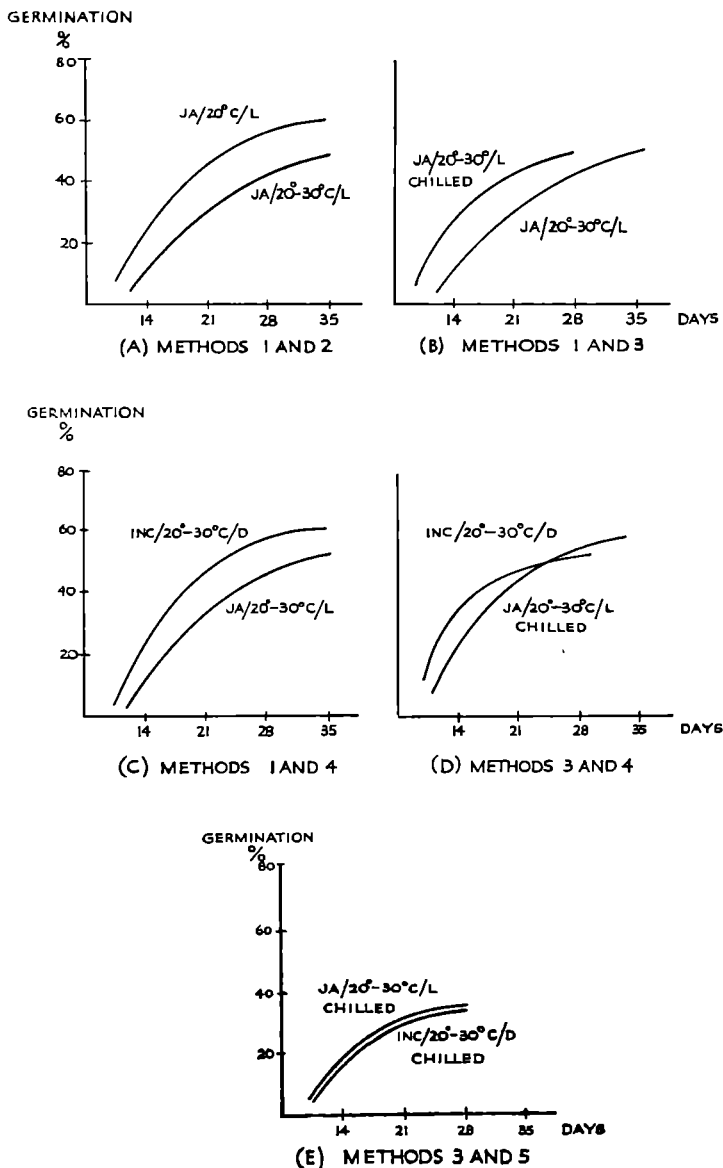 GERMINATION
%
80
60
40
20
JA/20°C/L
JA/20°-30°C/L
14 21 28 35
(A) METHODS 1 AND 2
JA/20°-30°/L
CHILLED
JA/20°-30°C/L
14 21 28 35 DAYS
(B) METHODS 1 AND 3
GERMINATION
%
80
60
40
20
INC/20°-30°C/D
JA/20°-30°C/L
14 21 28 35
(C) METHODS 1 AND 4
INC/20°-30°C/D
JA/20°-30°C/L
CHILLED
14 21 28 35 DAYS
(D) METHODS 3 AND 4
GERMINATION
%
80
60
40
20
JA/20°-30°C/L
CHILLED
INC/20°-30°C/D
CHILLED
14 21 28 35 DAYS
(E) METHODS 3 AND 5